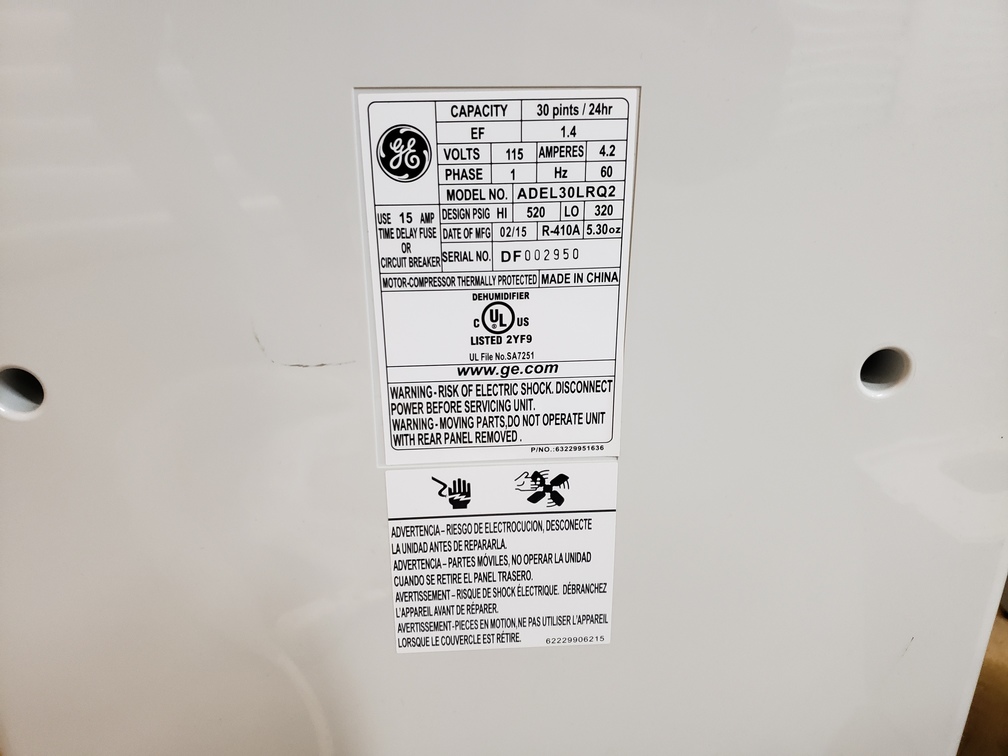 GE
CAPACITY 30 pints / 24hr
EF 1.4
VOLTS 115 AMPERES 4.2
PHASE 1 Hz 60
MODEL NO. ADEL30LRQ2
USE 15 AMP
TIME DELAY FUSE
OR
CIRCUIT BREAKER
DESIGN PSIG HI 520 LO 320
DATE OF MFG 02/15 R-410A 5.30oz
SERIAL NO. DF002950
MOTOR-COMPRESSOR THERMALLY PROTECTED MADE IN CHINA
DEHUMIDIFIER
C UL ® US
LISTED 2YF9
UL File No.SA7251
www.ge.com
WARNING-RISK OF ELECTRIC SHOCK. DISCONNECT
POWER BEFORE SERVICING UNIT.
WARNING-MOVING PARTS,DO NOT OPERATE UNIT
WITH REAR PANEL REMOVED .
P/NO.:63229951636
ADVERTENCIA – RIESGO DE ELECTROCUCION, DESCONECTE
LA UNIDAD ANTES DE REPARARLA.
ADVERTENCIA – PARTES MÓVILES, NO OPERAR LA UNIDAD
CUANDO SE RETIRE EL PANEL TRASERO.
AVERTISSEMENT – RISQUE DE SHOCK ÉLECTRIQUE. DÉBRANCHEZ
L'APPAREIL AVANT DE RÉPARER.
AVERTISSEMENT-PIECES EN MOTION,NE PAS UTILISER L'APPAREIL
LORSQUE LE COUVERCLE EST RÉTIRE. 62229906215